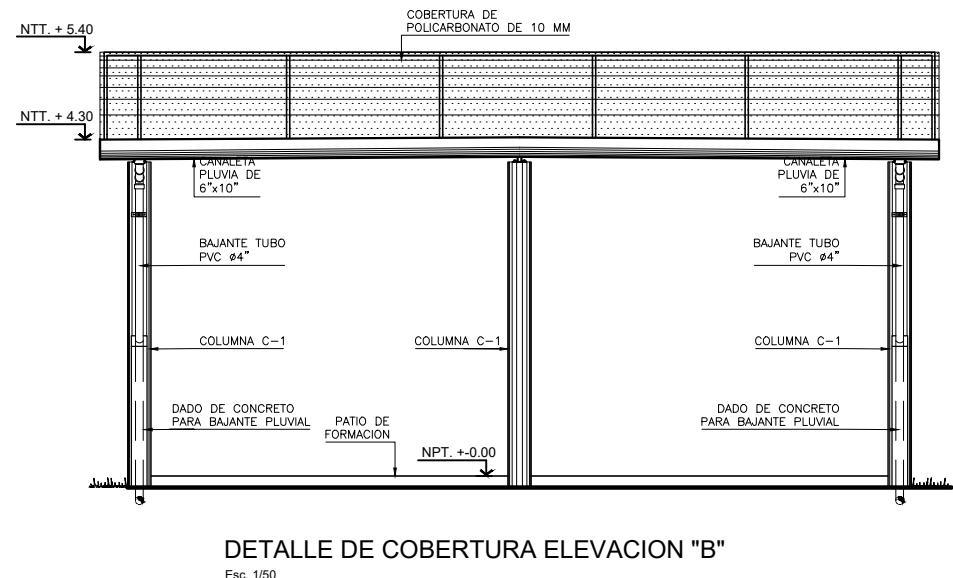 COBERTURA DE
POLICARBONATO DE 10 MM
NTT. + 5.40
NTT. + 4.30
CANALETA
PLUVIA DE
6"x10"
CANALETA
PLUVIA DE
6"x10"
BAJANTE TUBO
PVC ø4"
BAJANTE TUBO
PVC ø4"
COLUMNA C-1
COLUMNA C-1
COLUMNA C-1
DADO DE CONCRETO
PARA BAJANTE PLUVIAL
PATIO DE
FORMACION
DADO DE CONCRETO
PARA BAJANTE PLUVIAL
NPT. +-0.00
DETALLE DE COBERTURA ELEVACION "B"
Esc. 1/50